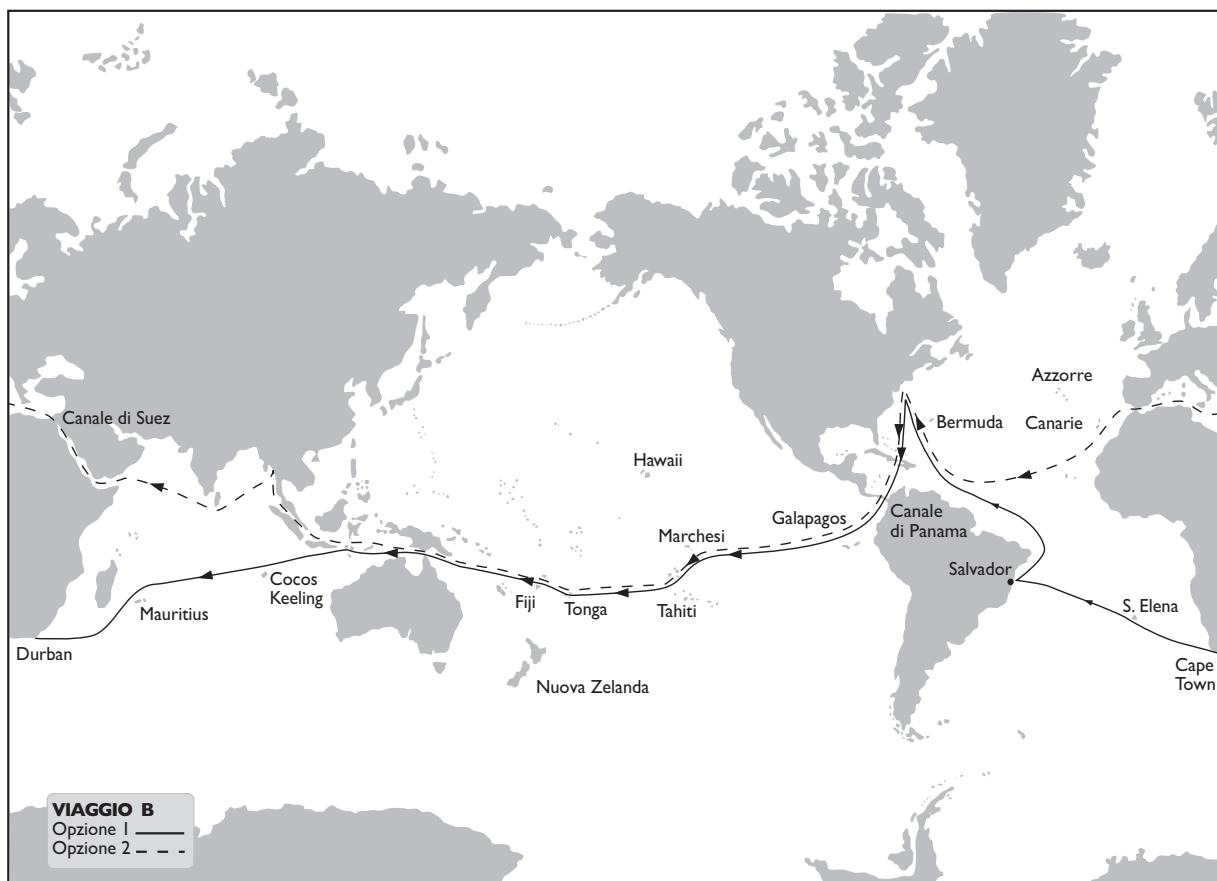 Azzorre
Canale di Suez
Bermuda
Canarie
Hawaii
Galapagos
Canale
di Panama
Marchesi
Salvador
Cocos
Keeling
Mauritius
Fiji
Tonga
Tahiti
S. Elena
Durban
Cape
Town
Nuova Zelanda
VIAGGIO B
Opzione 1
Opzione 2